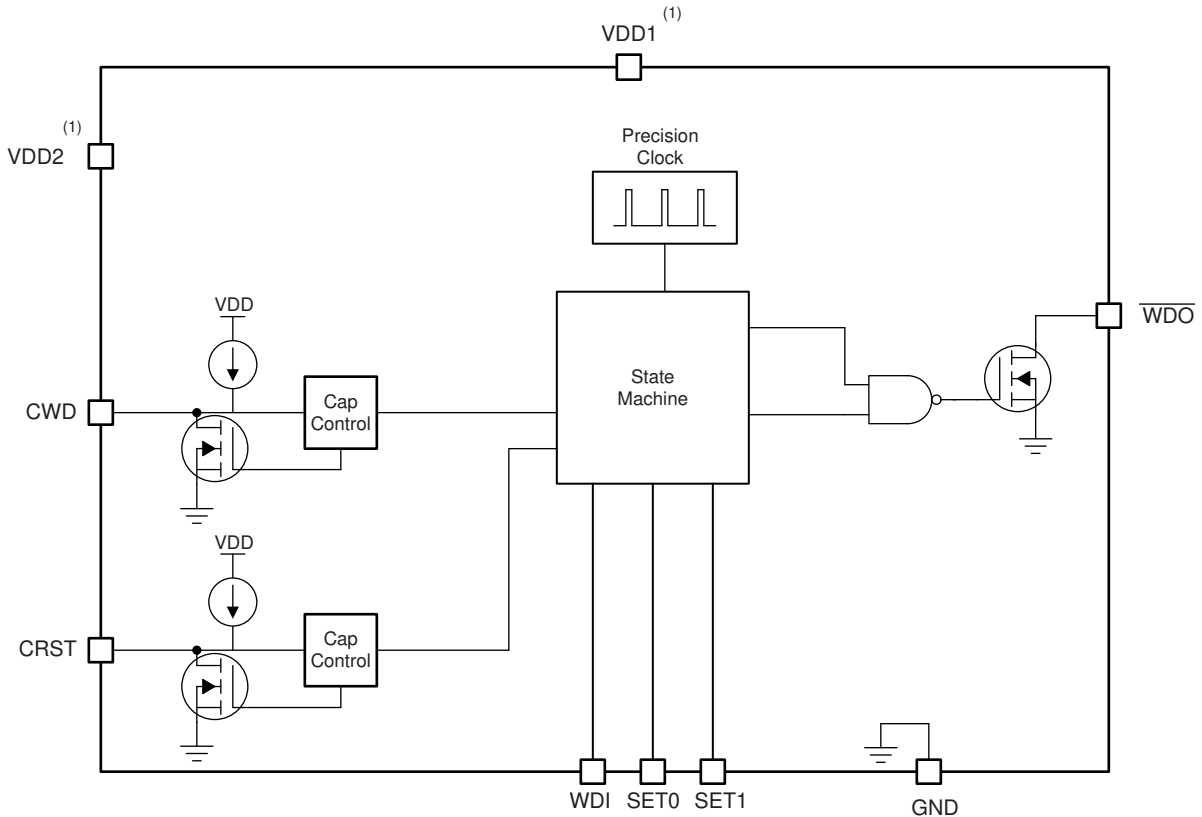 (1)
VDD1
(1)
VDD2
Precision
Clock
VDD
WDO
State
Machine
Cap
Control
CWD
VDD
Cap
Control
CRST
WDI
SET0
SET1
GND